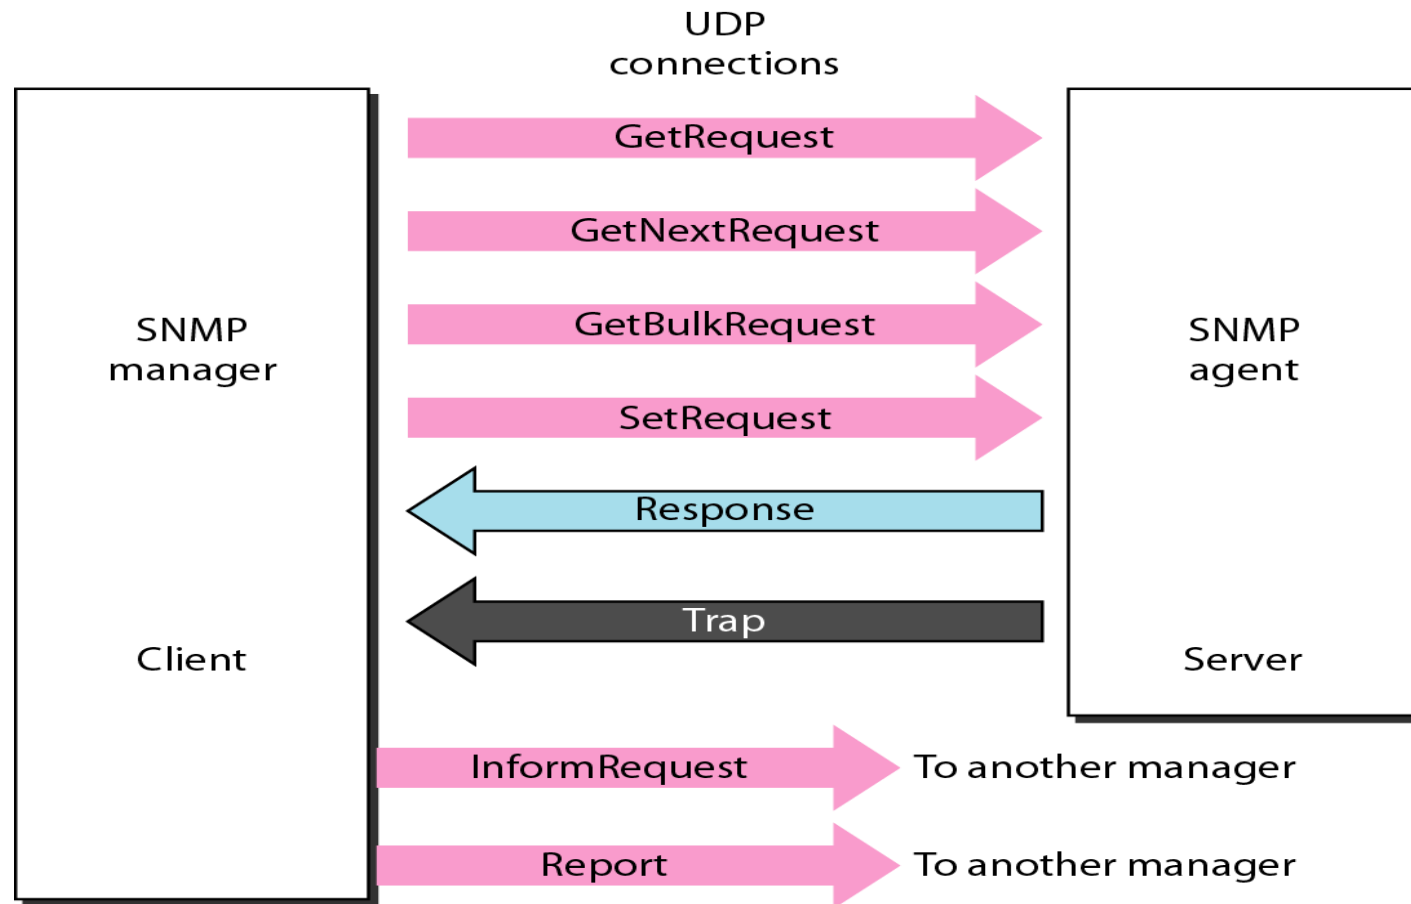 UDP
connections
GetRequest
GetNextRequest
GetBulkRequest
SNMP
manager
SNMP
agent
SetRequest
Response
Trap
Client
Server
InformRequest
To another manager
Report
To another manager